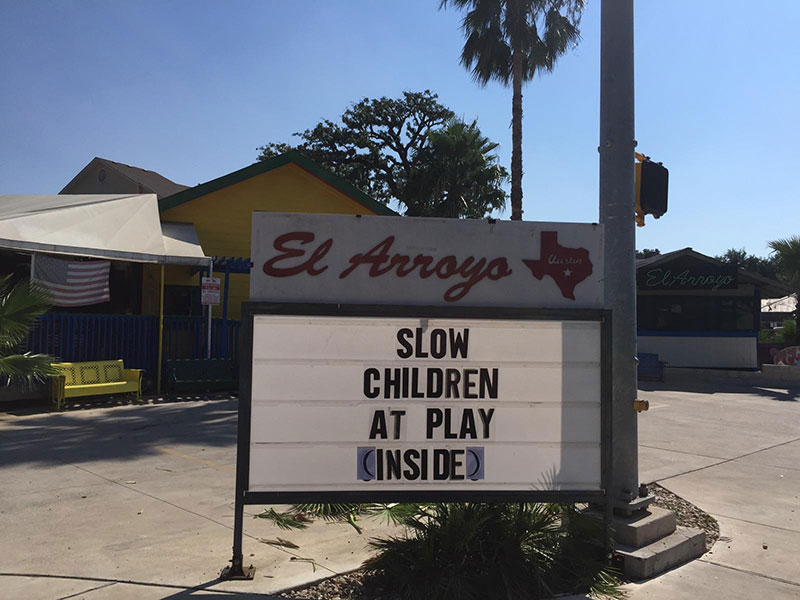 El Arroyo
Austin
El Arroyo
SLOW
CHILDREN
AT PLAY
(INSIDE)